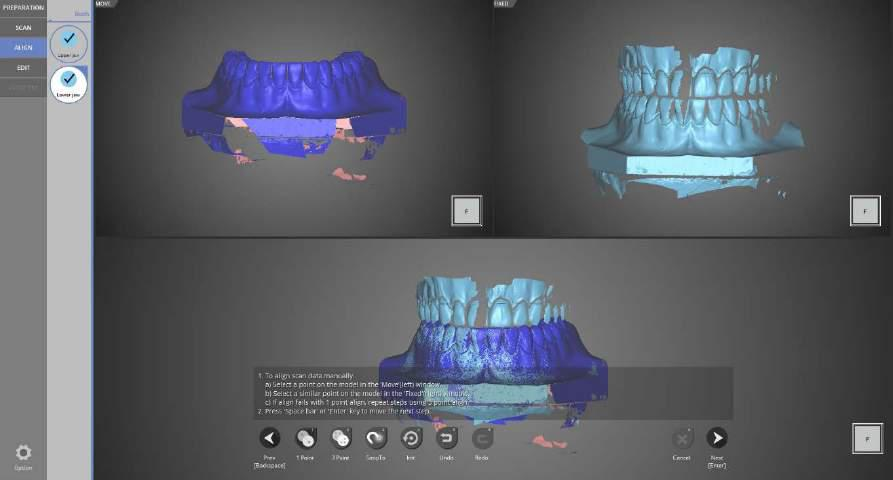 PREPARATION
SCAN
ALIGN
EDIT
Option
Upper jaw
Lower jaw
MOVE
FIXED
F
F
F
1. To align scan data manually:
a) Select a point on the model in the 'Move'(left) window.
b) Select a similar point on the model in the 'Fixed' window.
c) If align fails with 1 point align, repeat steps using 3 point align.
2. Press 'Space bar' or 'Enter' key to move the next step.
Prev
[Backspace]
1 Point
3 Point
SnapTo
Init
Undo
Redo
Cancel
Next
[Enter]